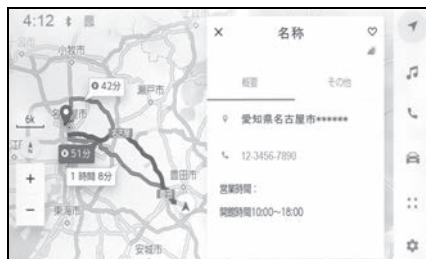 4:12
小牧市
42分
瀬戸市
名古屋
6k
51分
1 時間 8分
豊田市
東海市
安城市
+
−
×
名称
概要
その他
愛知県名古屋市******
12-3456-7890
営業時間：
開館時間10:00～18:00